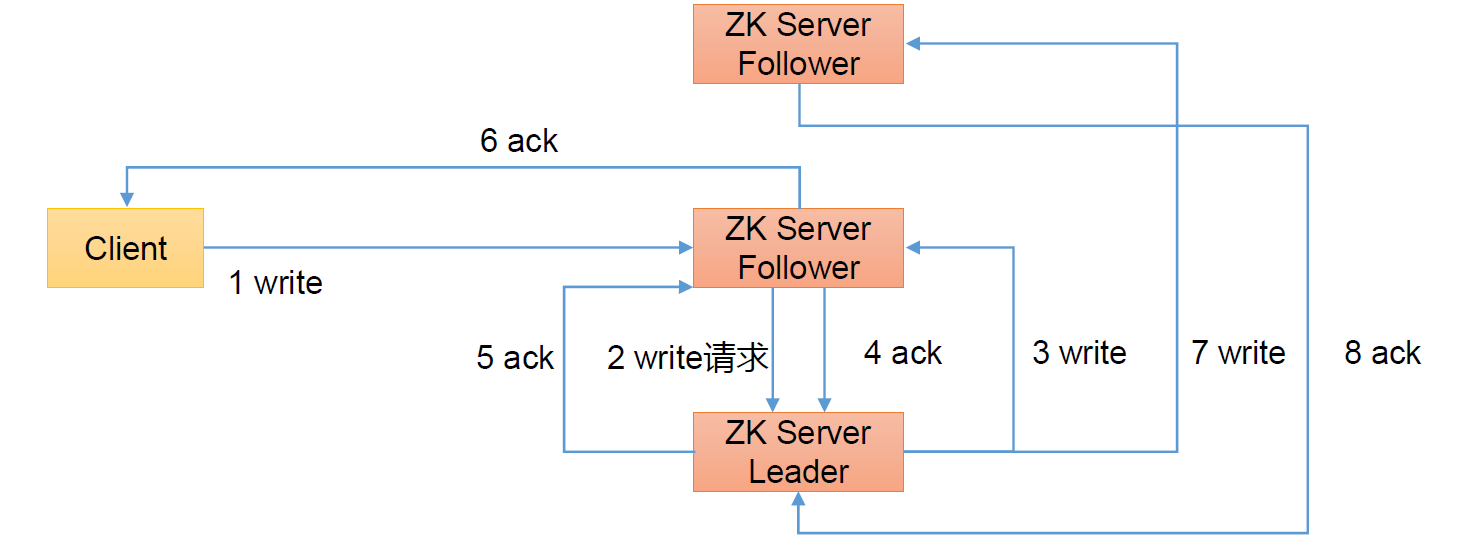 ZK Server
Follower
6 ack
Client
ZK Server
Follower
1 write
5 ack
2 write请求
4 ack
3 write
7 write
8 ack
ZK Server
Leader